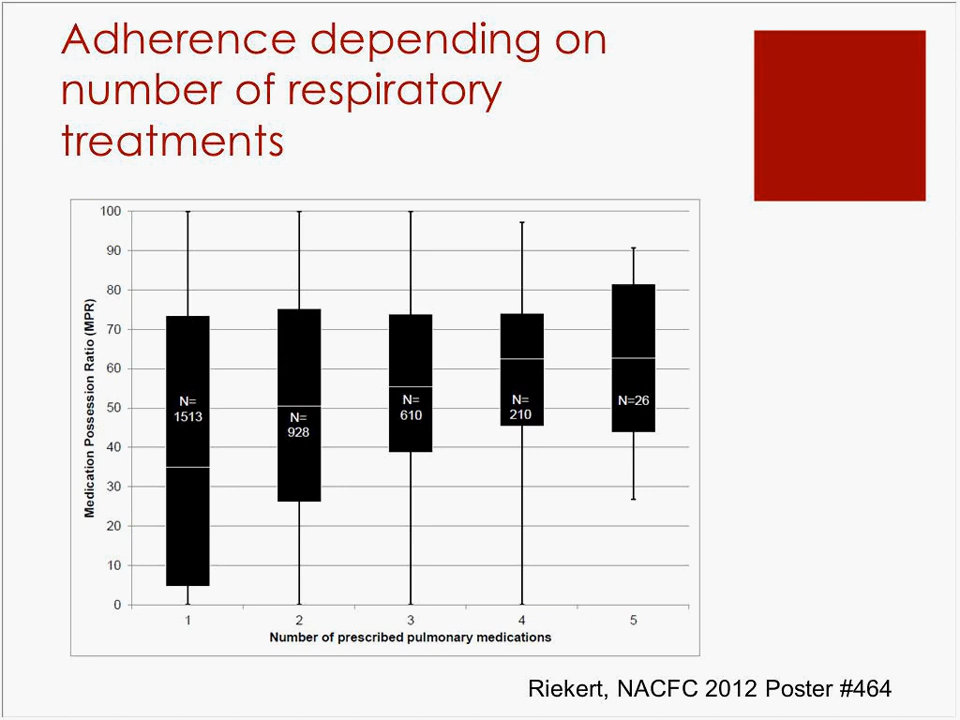 Adherence depending on
number of respiratory
treatments
Medication Possession Ratio (MPR)
100
90
80
70
60
50
40
30
20
10
0
N=
1513
N=
928
N=
610
N=
210
N=26
1 2 3 4 5
Number of prescribed pulmonary medications
Riekert, NACFC 2012 Poster #464